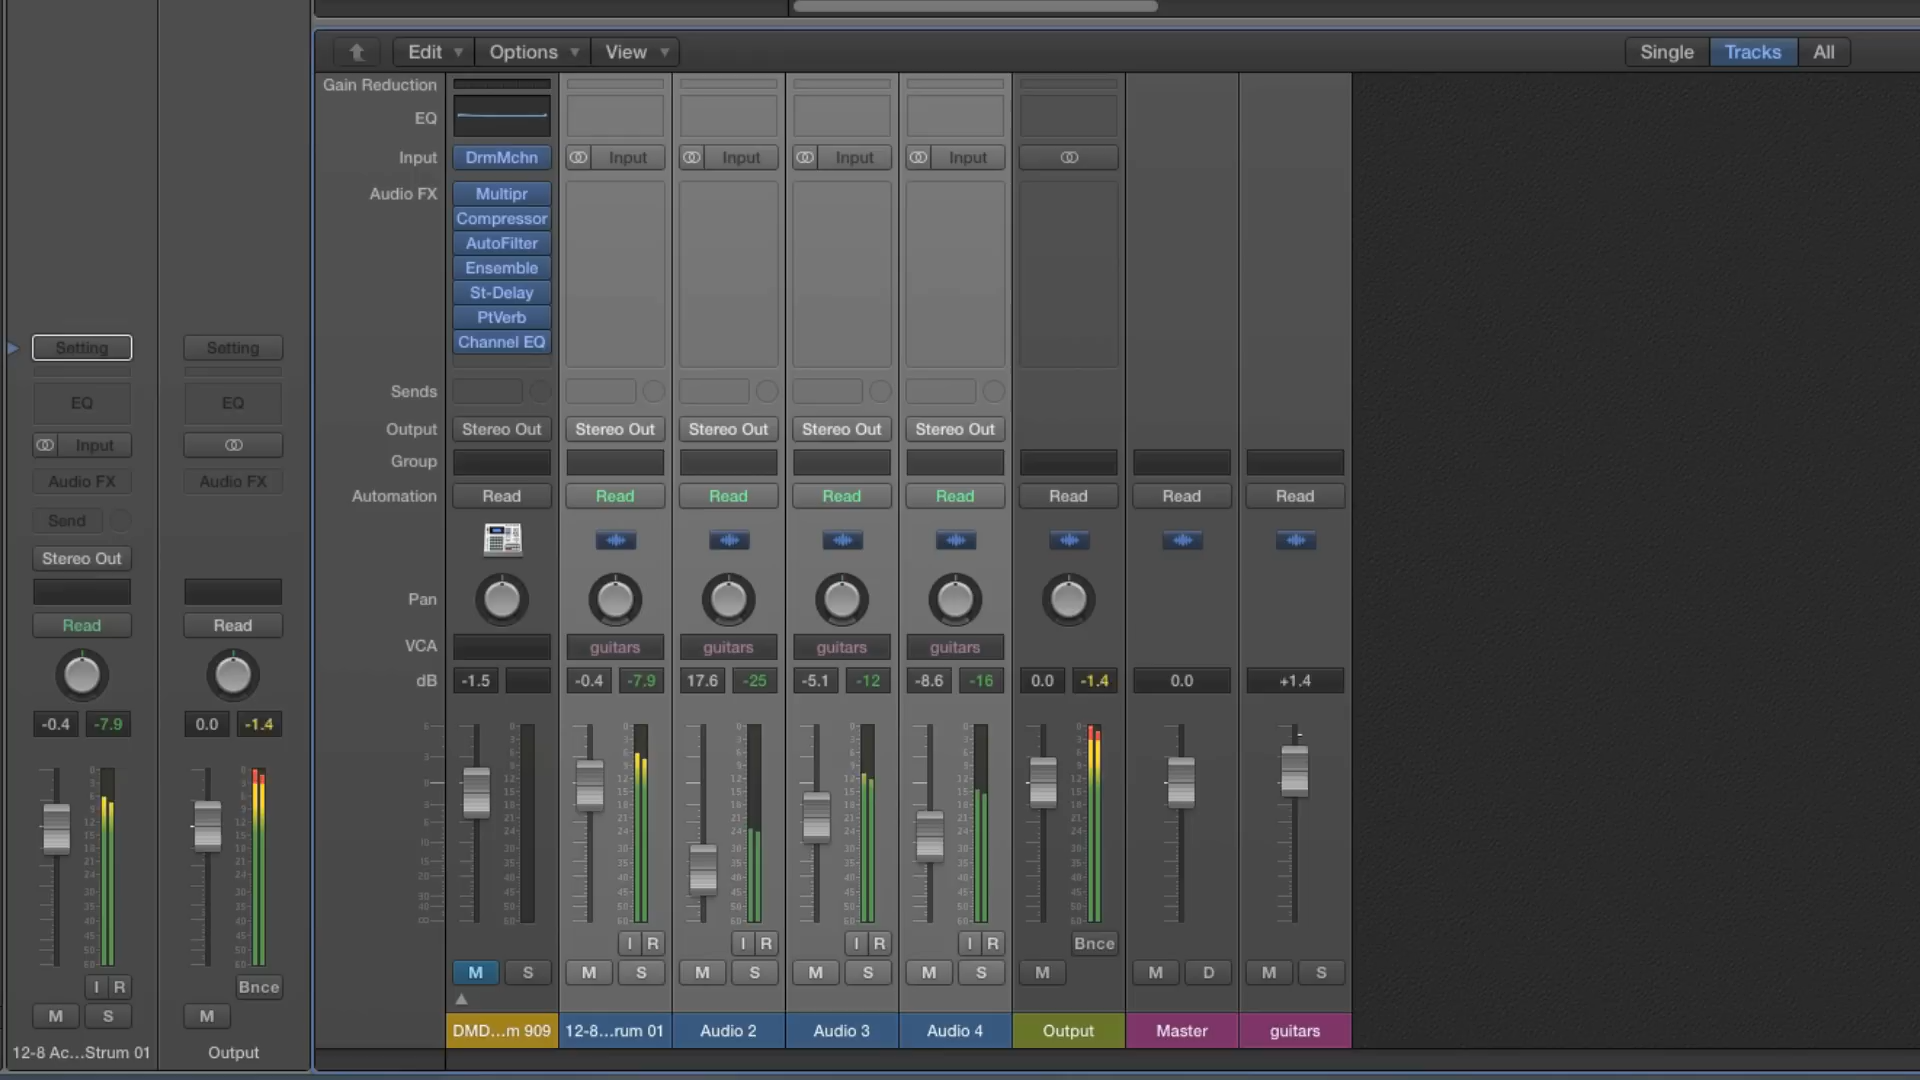 Edit Options View Single Tracks All
Gain Reduction
EQ
Input DrmMchn Input Input Input Input
Audio FX Multipr
Compressor
AutoFilter
Ensemble
St-Delay
PtVerb
Channel EQ
Setting Setting
EQ EQ
Input
Audio FX Audio FX
Send
Stereo Out
Read Read
-0.4 -7.9 0.0 -1.4
I R Bnce
M S M
12-8 Ac...Strum 01 Output
Sends
Output Stereo Out Stereo Out Stereo Out Stereo Out Stereo Out
Group
Automation Read Read Read Read Read Read Read Read
Pan
VCA guitars guitars guitars guitars
dB -1.5 -0.4 -7.9 17.6 -25 -5.1 -12 -8.6 -16 0.0 -1.4 0.0 +1.4
I R I R I R I R Bnce
M S M S M S M S M S M M D M S
DMD...m 909 12-8...rum 01 Audio 2 Audio 3 Audio 4 Output Master guitars